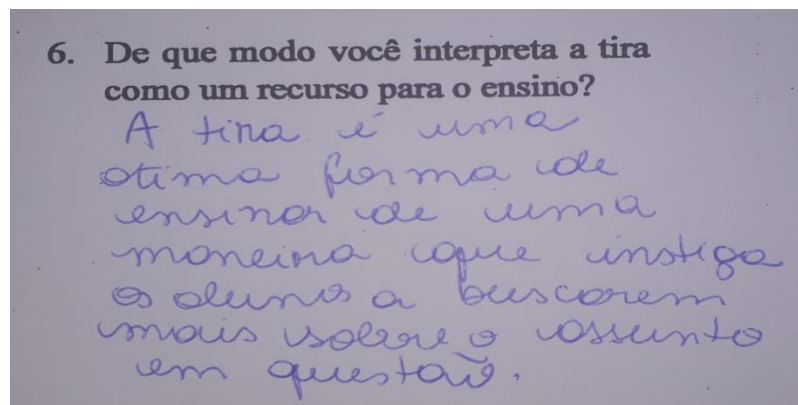 6. De que modo você interpreta a tira
como um recurso para o ensino?
A tira é uma
otima forma de
ensinar de uma
maneira que instiga
os alunos a buscarem
mais sobre o assunto
em questão.